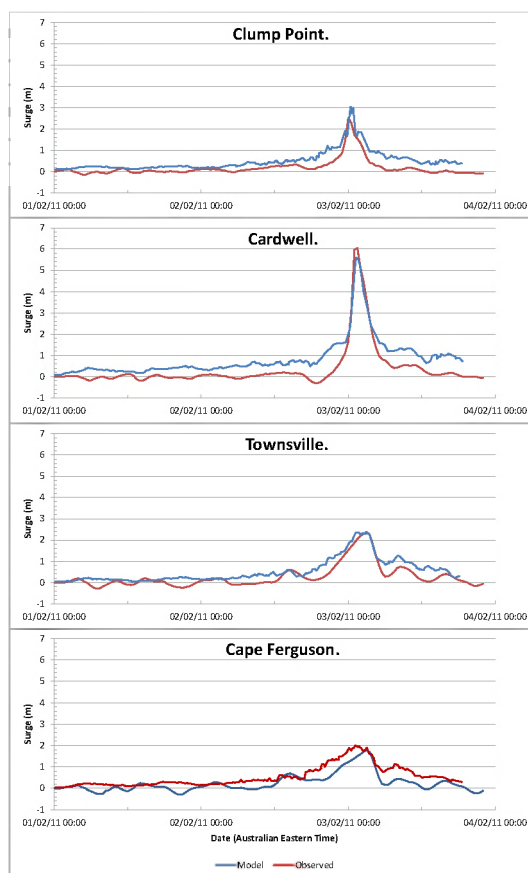 Clump Point.
7
6
5
4
3
2
1
0
-1
Surge (m)
01/02/11 00:00 02/02/11 00:00 03/02/11 00:00 04/02/11 00:00
Cardwell.
7
6
5
4
3
2
1
0
-1
Surge (m)
01/02/11 00:00 02/02/11 00:00 03/02/11 00:00 04/02/11 00:00
Townsville.
7
6
5
4
3
2
1
0
-1
Surge (m)
01/02/11 00:00 02/02/11 00:00 03/02/11 00:00 04/02/11 00:00
Cape Ferguson.
7
6
5
4
3
2
1
0
-1
Surge (m)
01/02/11 00:00 02/02/11 00:00 03/02/11 00:00 04/02/11 00:00
Date (Australian Eastern Time)
Model Observed